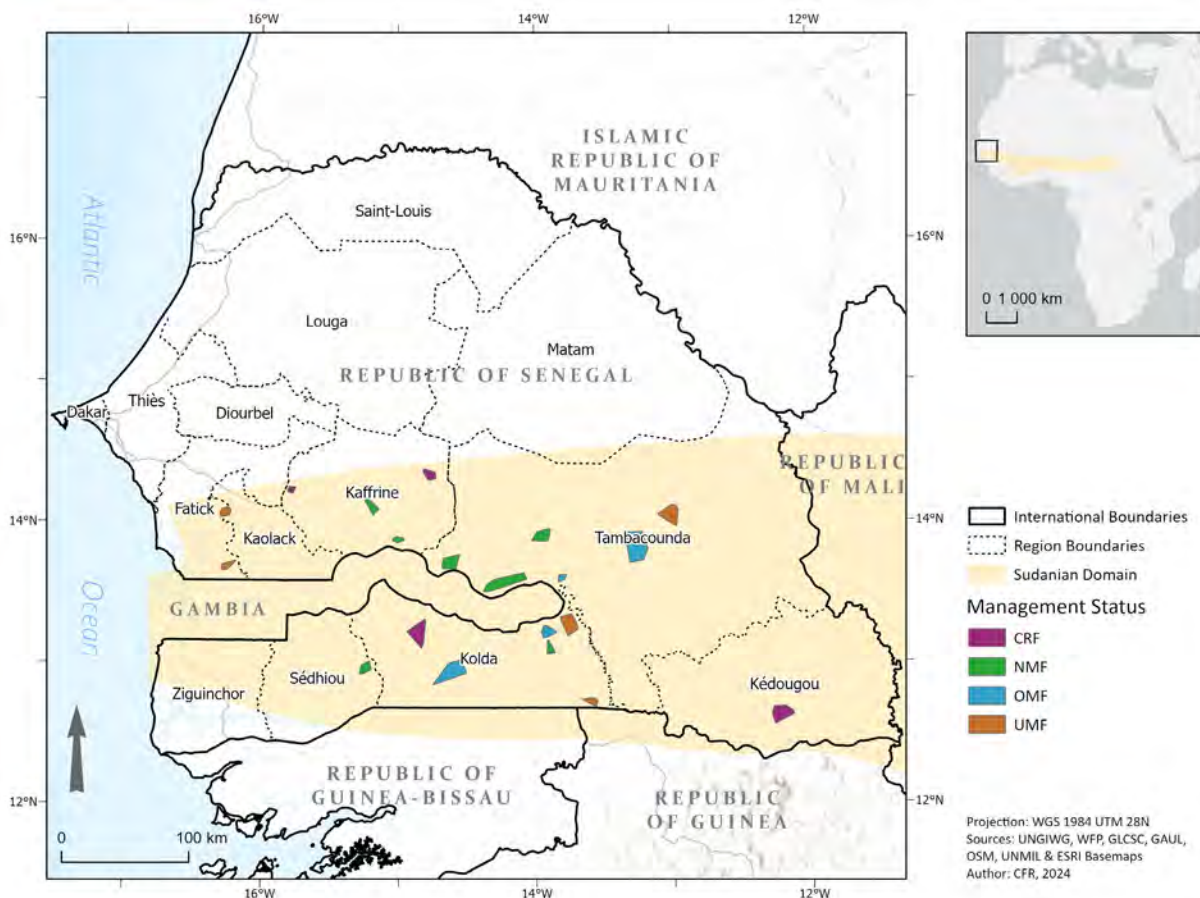 16°W
14°W
12°W
ISLAMIC
REPUBLIC OF
MAURITANIA
Saint-Louis
Atlantic
16°N
16°N
0 1 000 km
Louga
Matam
REPUBLIC OF SENEGAL
Dakar
Thiès
Diourbel
REPUBLIC
OF MALI
Kaffrine
Fatick
14°N
14°N
Kaolack
Tambacounda
Ocean
GAMBIA
Kolda
Sédhiou
Ziguinchor
Kédougou
REPUBLIC OF
GUINEA-BISSAU
REPUBLIC
OF GUINEA
12°N
12°N
0 100 km
16°W
14°W
12°W
International Boundaries
Region Boundaries
Sudanian Domain
Management Status
CRF
NMF
OMF
UMF
Projection: WGS 1984 UTM 28N
Sources: UNGIWG, WFP, GLCSC, GAUL,
OSM, UNMIL & ESRI Basemaps
Author: CFR, 2024